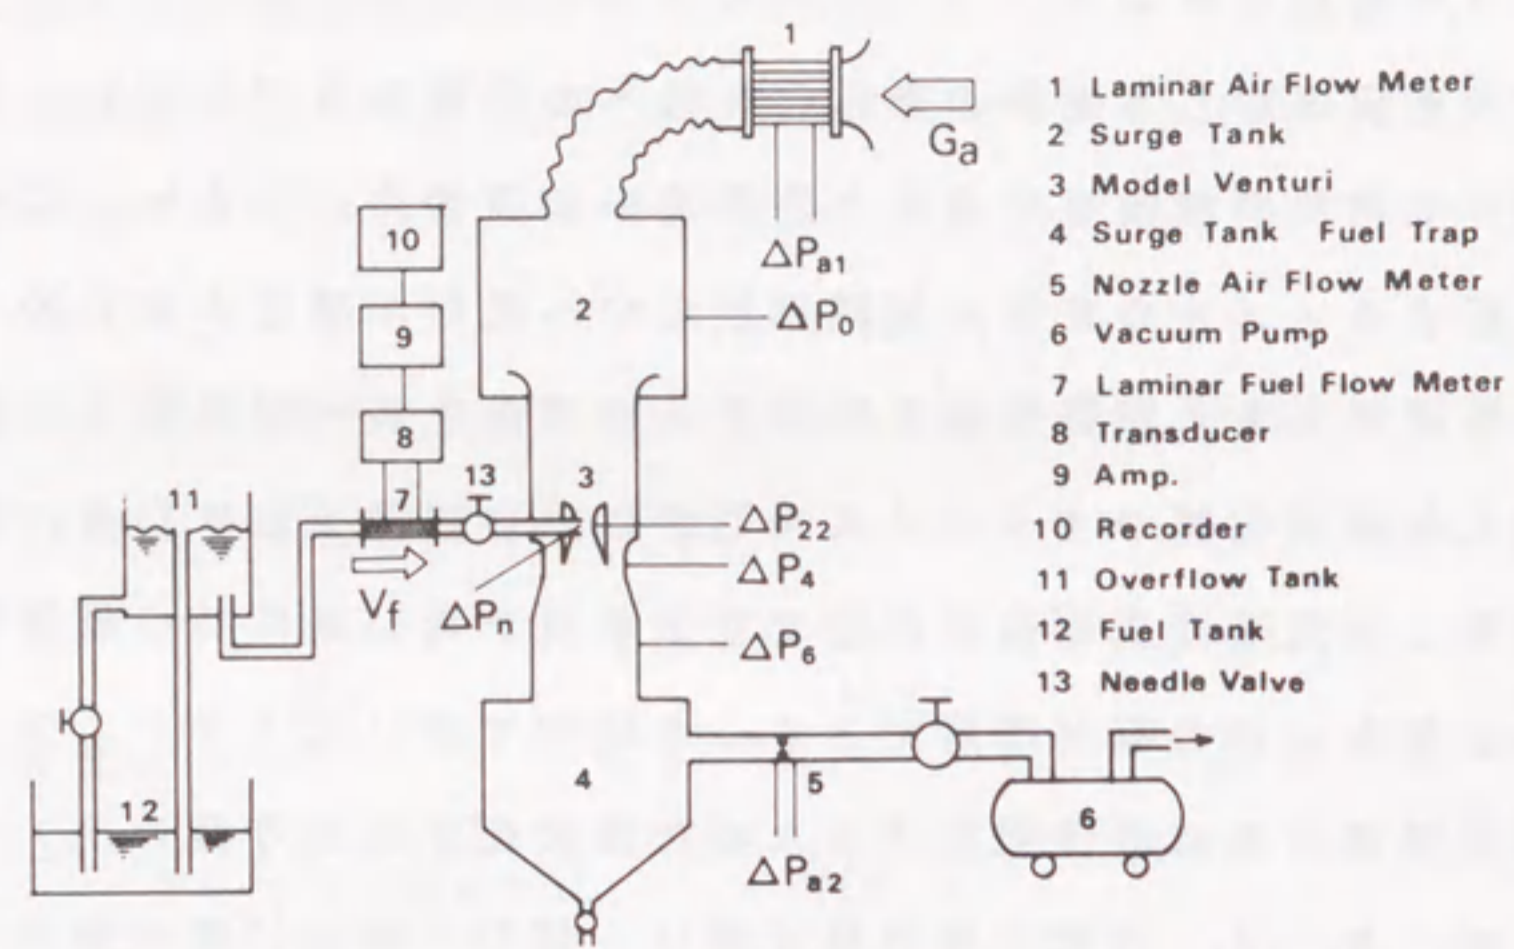 1
Ga
ΔPa1
ΔP0
2
10
9
8
7
13
3
11
Vf
ΔPn
ΔP22
ΔP4
ΔP6
12
4
5
6
ΔPa2
1 Laminar Air Flow Meter
2 Surge Tank
3 Model Venturi
4 Surge Tank Fuel Trap
5 Nozzle Air Flow Meter
6 Vacuum Pump
7 Laminar Fuel Flow Meter
8 Transducer
9 Amp.
10 Recorder
11 Overflow Tank
12 Fuel Tank
13 Needle Valve